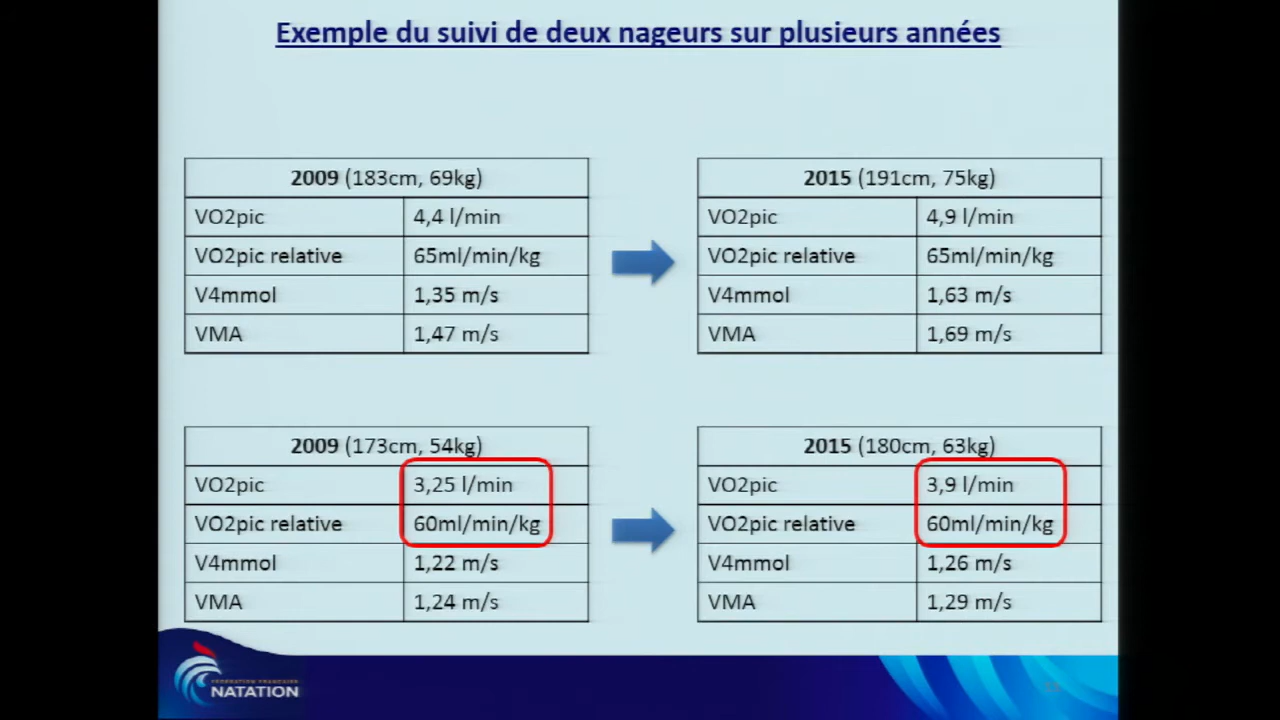 Exemple du suivi de deux nageurs sur plusieurs années
2009 (183cm, 69kg)
VO2pic 4,4 l/min
VO2pic relative 65ml/min/kg
V4mmol 1,35 m/s
VMA 1,47 m/s
2015 (191cm, 75kg)
VO2pic 4,9 l/min
VO2pic relative 65ml/min/kg
V4mmol 1,63 m/s
VMA 1,69 m/s
2009 (173cm, 54kg)
VO2pic 3,25 l/min
VO2pic relative 60ml/min/kg
V4mmol 1,22 m/s
VMA 1,24 m/s
2015 (180cm, 63kg)
VO2pic 3,9 l/min
VO2pic relative 60ml/min/kg
V4mmol 1,26 m/s
VMA 1,29 m/s
FÉDÉRATION FRANÇAISE
NATATION